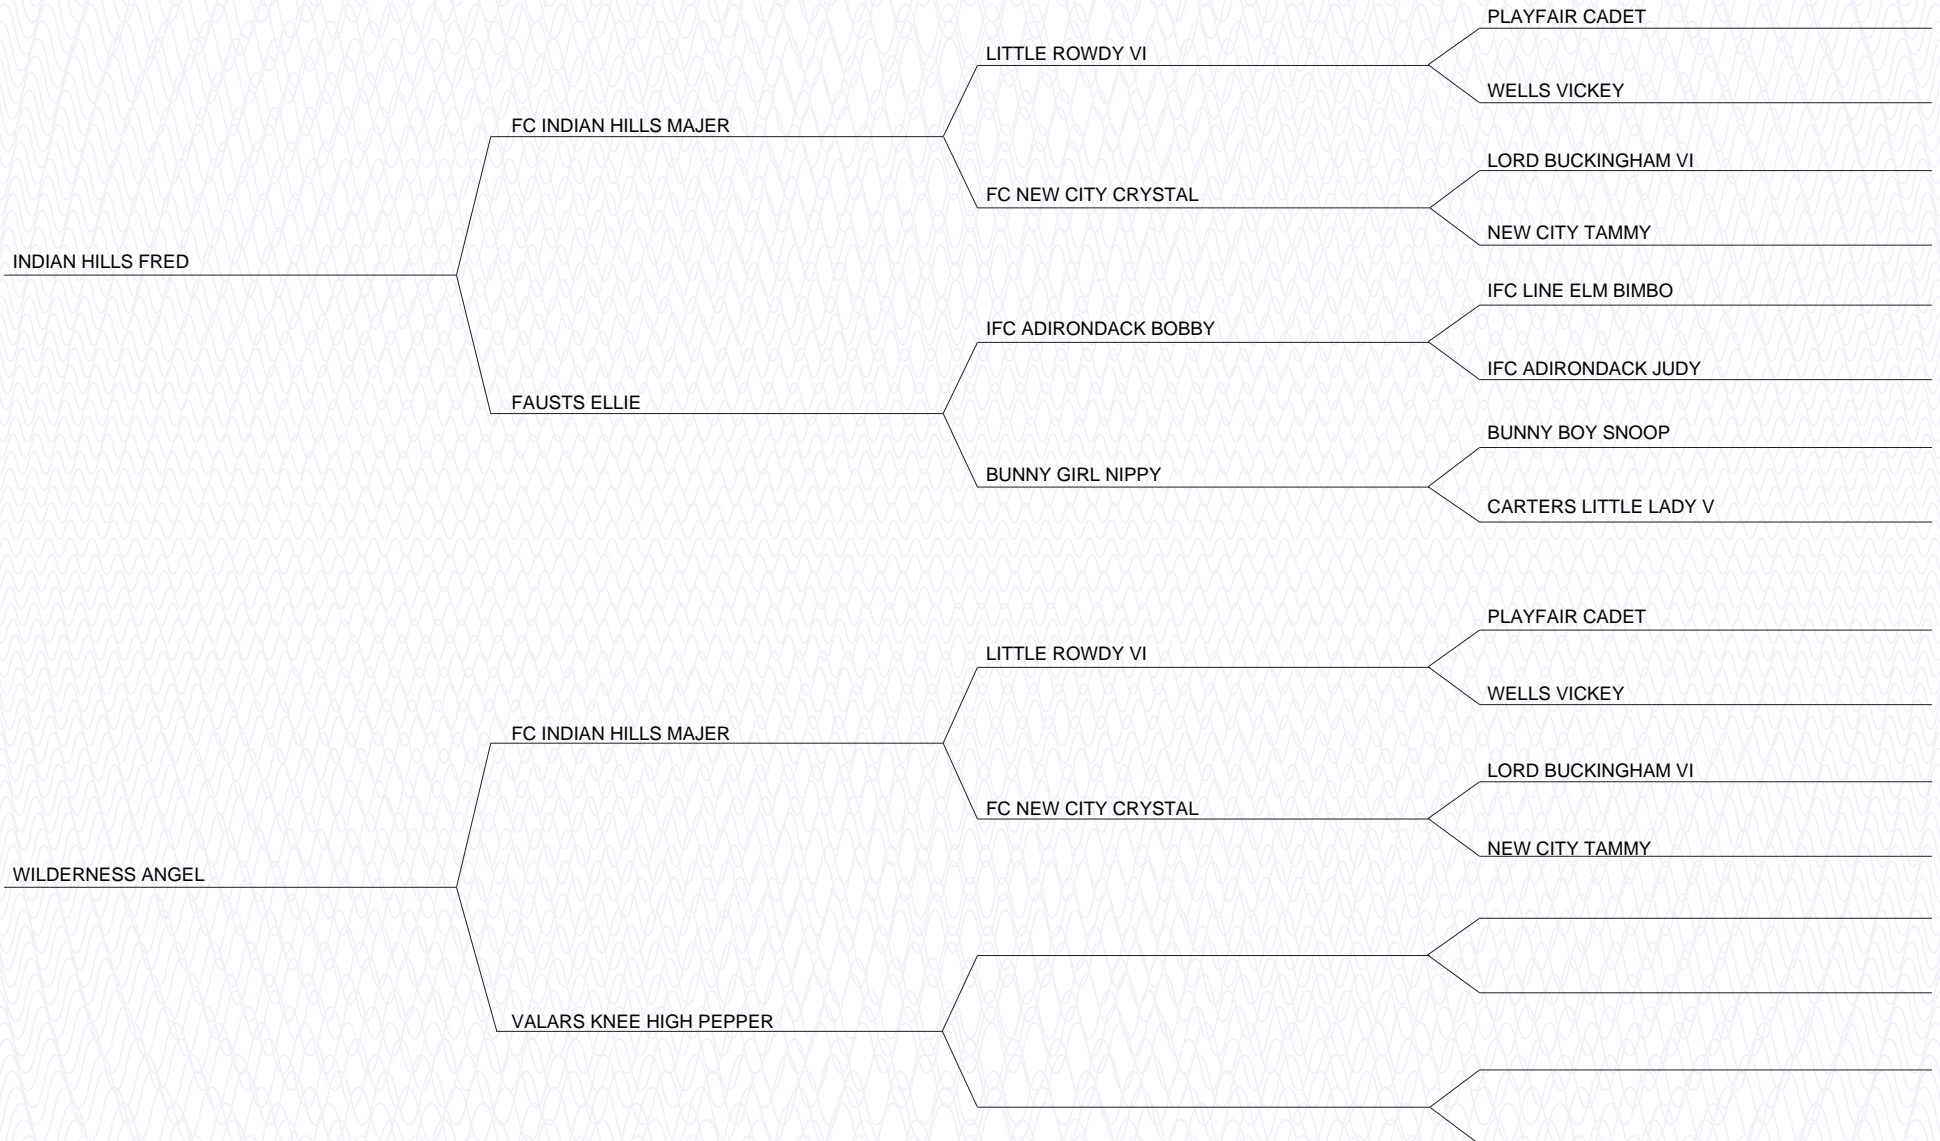 PLAYFAIR CADET
LITTLE ROWDY VI
WELLS VICKEY
FC INDIAN HILLS MAJER
LORD BUCKINGHAM VI
FC NEW CITY CRYSTAL
NEW CITY TAMMY
INDIAN HILLS FRED
IFC LINE ELM BIMBO
IFC ADIRONDACK BOBBY
IFC ADIRONDACK JUDY
FAUSTS ELLIE
BUNNY BOY SNOOP
BUNNY GIRL NIPPY
CARTERS LITTLE LADY V
PLAYFAIR CADET
LITTLE ROWDY VI
WELLS VICKEY
FC INDIAN HILLS MAJER
LORD BUCKINGHAM VI
FC NEW CITY CRYSTAL
NEW CITY TAMMY
WILDERNESS ANGEL
VALARS KNEE HIGH PEPPER